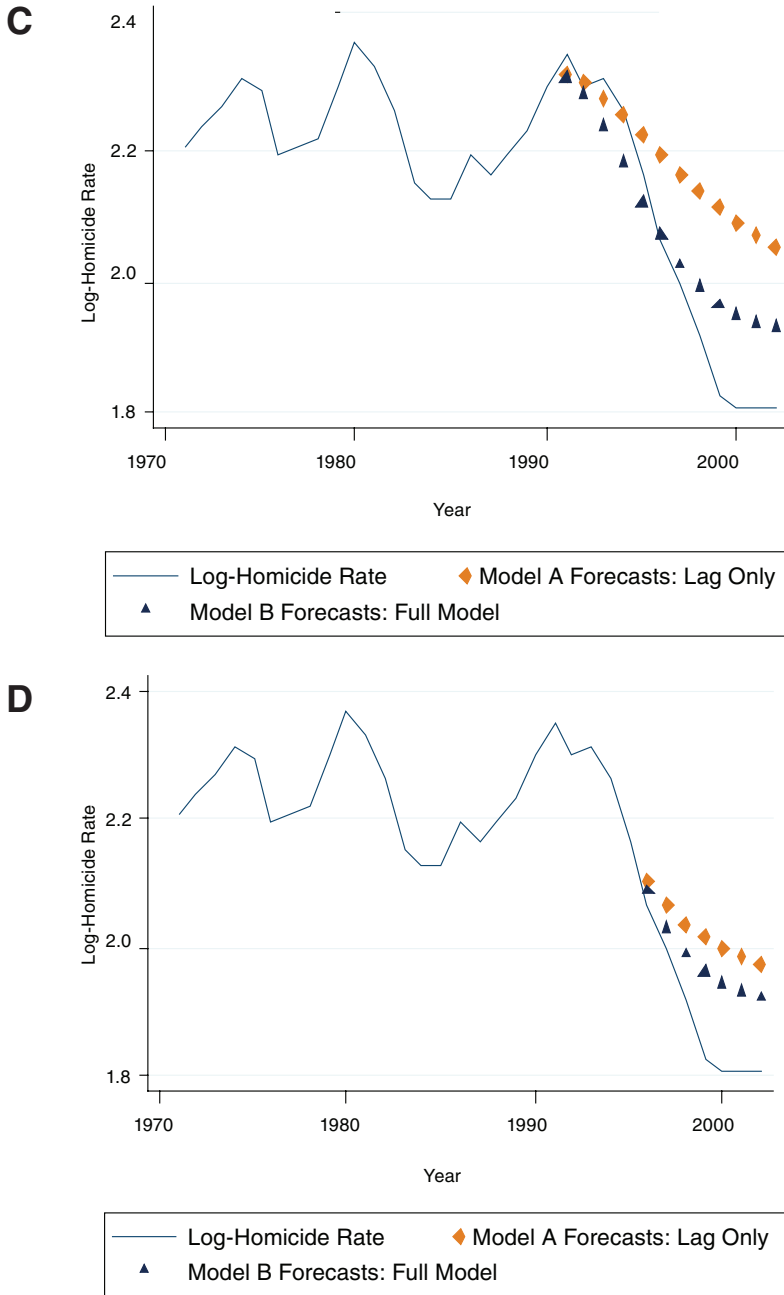 C
2.4
2.2
2.0
1.8
Log-Homicide Rate
1970 1980 1990 2000
Year
Log-Homicide Rate Model A Forecasts: Lag Only
Model B Forecasts: Full Model
D
2.4
2.2
2.0
1.8
Log-Homicide Rate
1970 1980 1990 2000
Year
Log-Homicide Rate Model A Forecasts: Lag Only
Model B Forecasts: Full Model